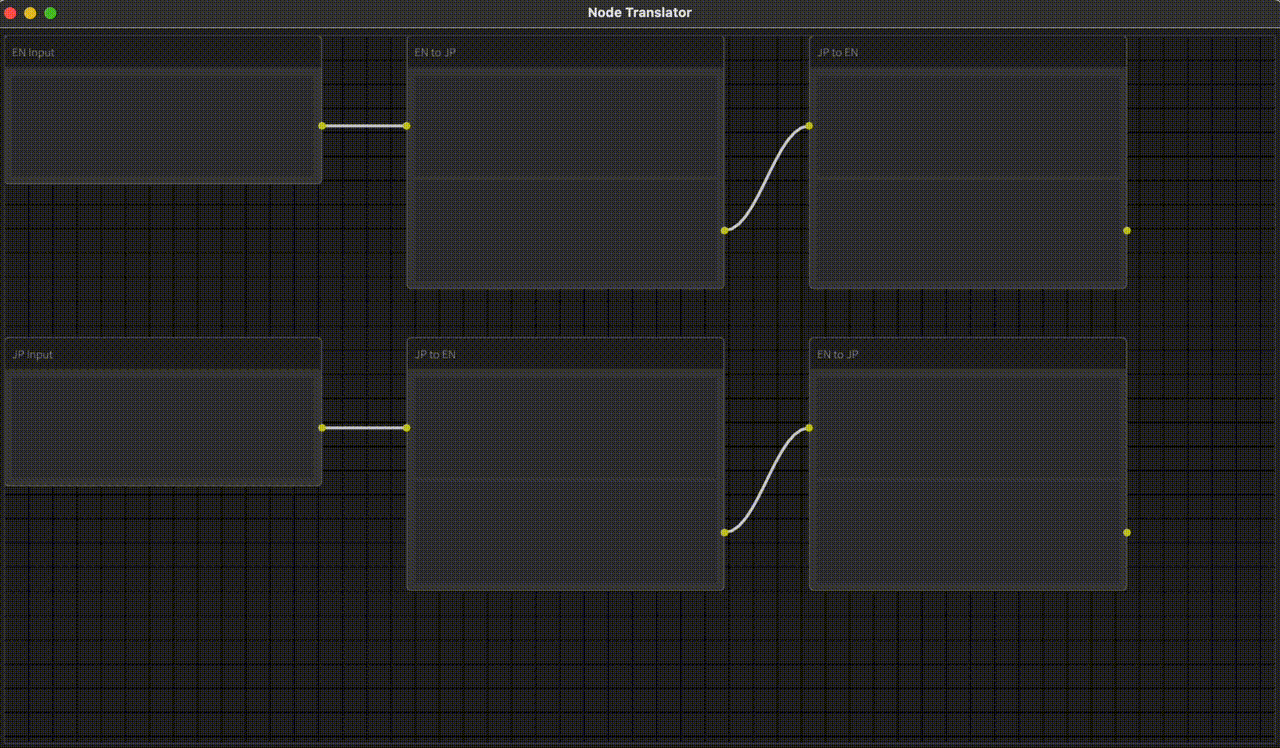 Node Translator
EN Input
EN to JP
JP to EN
JP Input
JP to EN
EN to JP